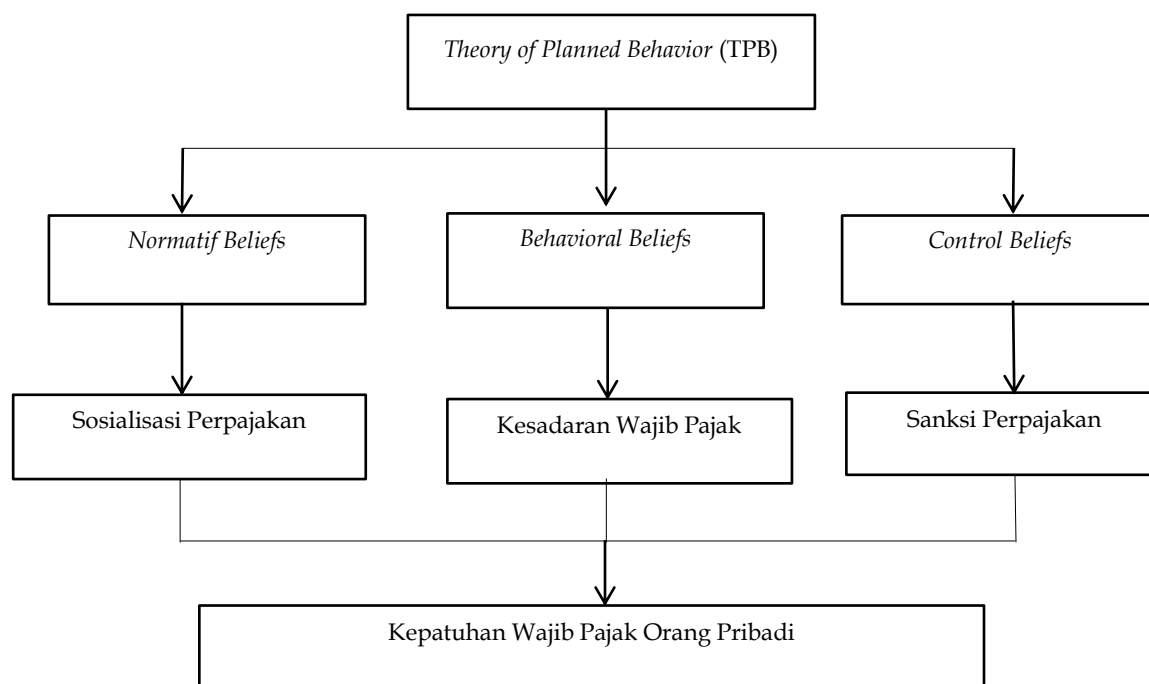 Theory of Planned Behavior (TPB)
Normatif Beliefs
Behavioral Beliefs
Control Beliefs
Sosialisasi Perpajakan
Kesadaran Wajib Pajak
Sanksi Perpajakan
Kepatuhan Wajib Pajak Orang Pribadi